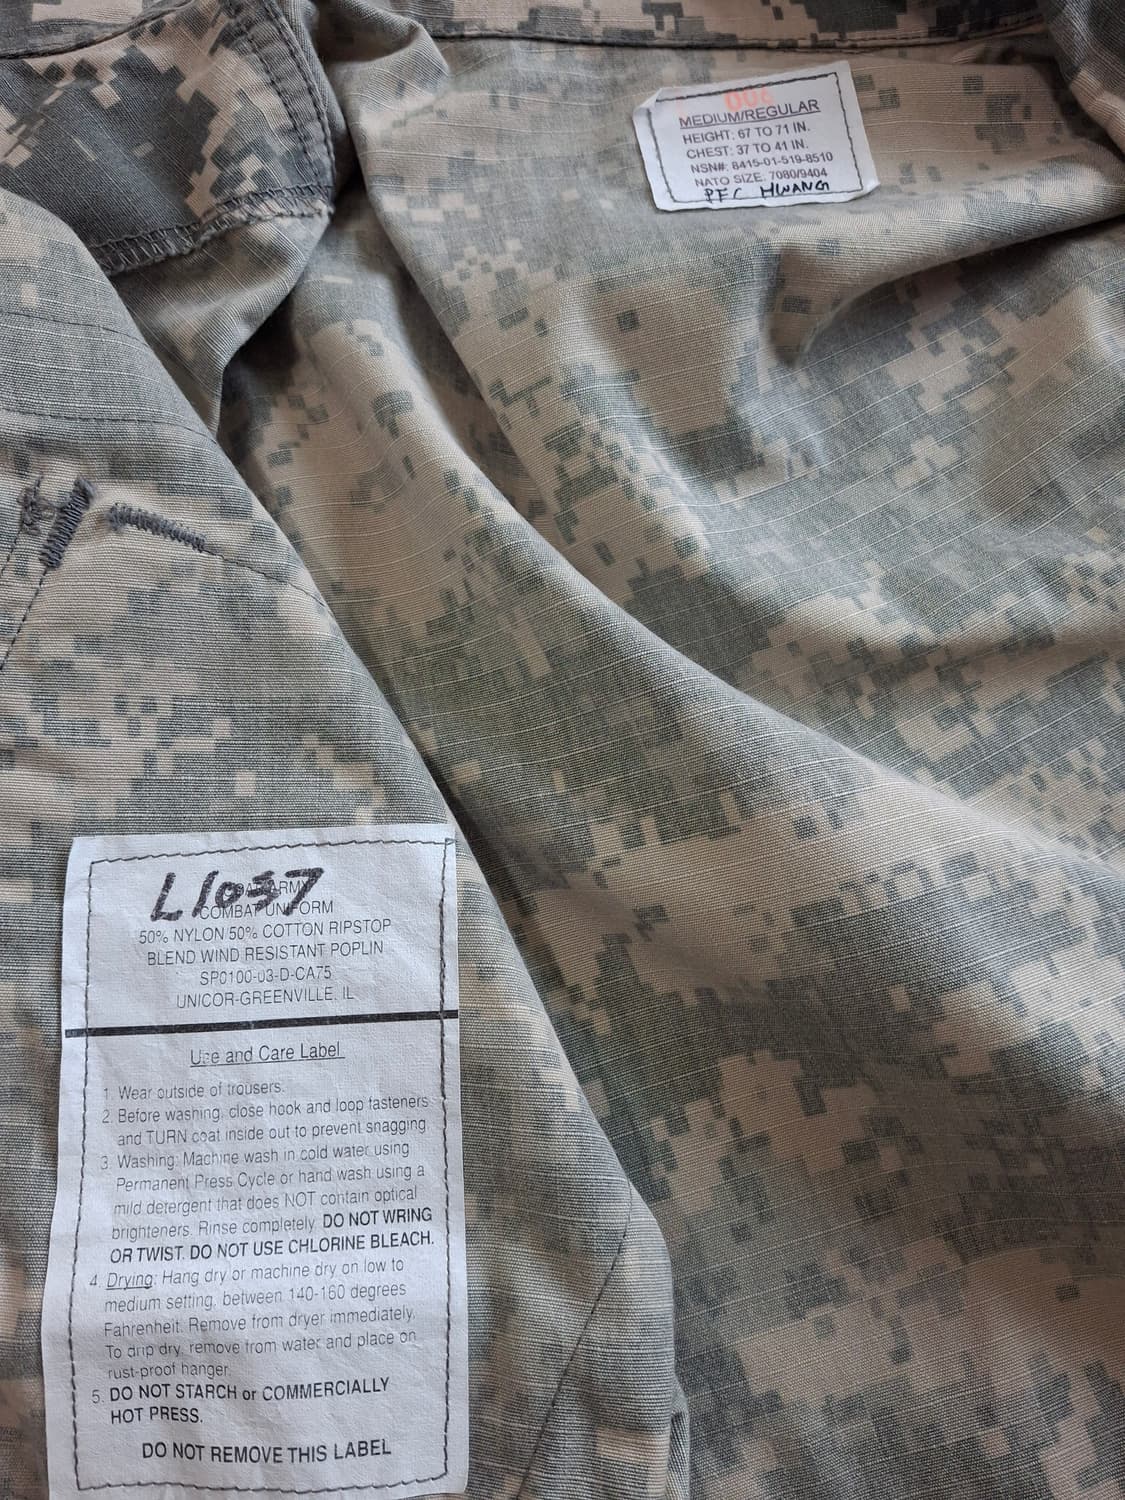 006
MEDIUM/REGULAR
HEIGHT: 67 TO 71 IN.
CHEST: 37 TO 41 IN.
NSN#: 8415-01-519-8510
NATO SIZE: 7080/9404
PFC HWANG
L1037
ARMY
COMBAT UNIFORM
50% NYLON 50% COTTON RIPSTOP
BLEND WIND RESISTANT POPLIN
SP0100-03-D-CA75
UNICOR-GREENVILLE, IL
Use and Care Label
1. Wear outside of trousers.
2. Before washing, close hook and loop fasteners
and TURN coat inside out to prevent snagging
3. Washing: Machine wash in cold water using
Permanent Press Cycle or hand wash using a
mild detergent that does NOT contain optical
brighteners. Rinse completely. DO NOT WRING
OR TWIST. DO NOT USE CHLORINE BLEACH.
4. Drying: Hang dry or machine dry on low to
medium setting, between 140-160 degrees
Fahrenheit. Remove from dryer immediately.
To drip dry, remove from water and place on
rust-proof hanger.
5. DO NOT STARCH or COMMERCIALLY
HOT PRESS.
DO NOT REMOVE THIS LABEL